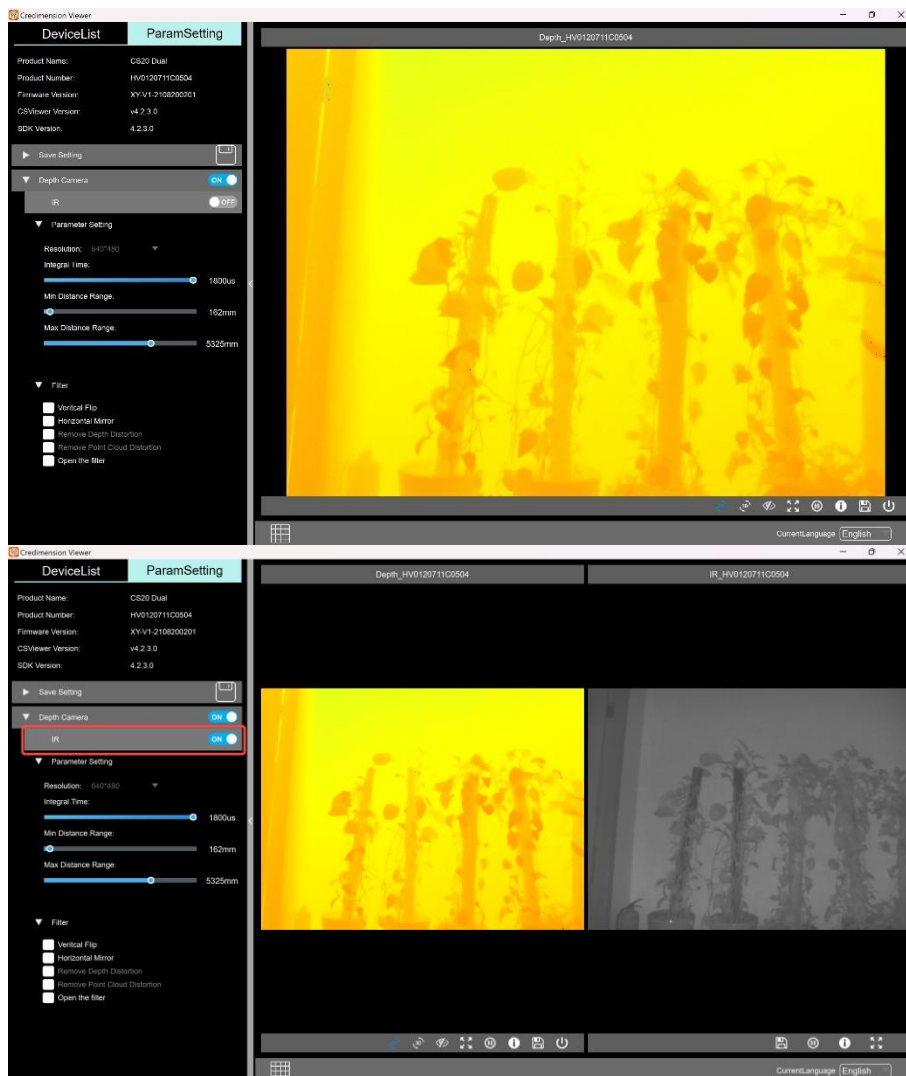 Credimension Viewer
DeviceList ParamSetting
Depth_HV0120711C0504
Product Name: CS20 Dual
Product Number: HV0120711C0504
Firmware Version: XY-V1-2108200201
CSViewer Version: v4.2.3.0
SDK Version: 4.2.3.0
Save Setting
Depth Camera ON
IR OFF
Parameter Setting
Resolution: 640*480
Integral Time:
1800us
Min Distance Range:
162mm
Max Distance Range:
5325mm
Filter
Veritcal Flip
Horizontal Mirror
Remove Depth Distortion
Remove Point Cloud Distortion
Open the filter
3D
CurrentLanguage English
Credimension Viewer
DeviceList ParamSetting
Depth_HV0120711C0504 IR_HV0120711C0504
Product Name: CS20 Dual
Product Number: HV0120711C0504
Firmware Version: XY-V1-2108200201
CSViewer Version: v4.2.3.0
SDK Version: 4.2.3.0
Save Setting
Depth Camera ON
IR ON
Parameter Setting
Resolution: 640*480
Integral Time:
1800us
Min Distance Range:
162mm
Max Distance Range:
5325mm
Filter
Veritcal Flip
Horizontal Mirror
Remove Depth Distortion
Remove Point Cloud Distortion
Open the filter
3D
CurrentLanguage English